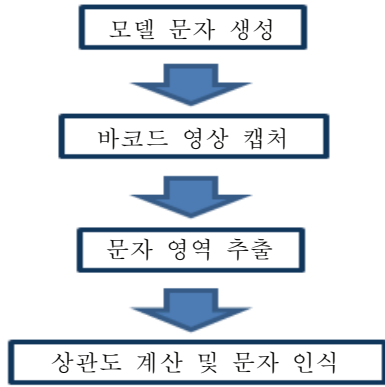 모델 문자 생성
바코드 영상 캡처
문자 영역 추출
상관도 계산 및 문자 인식